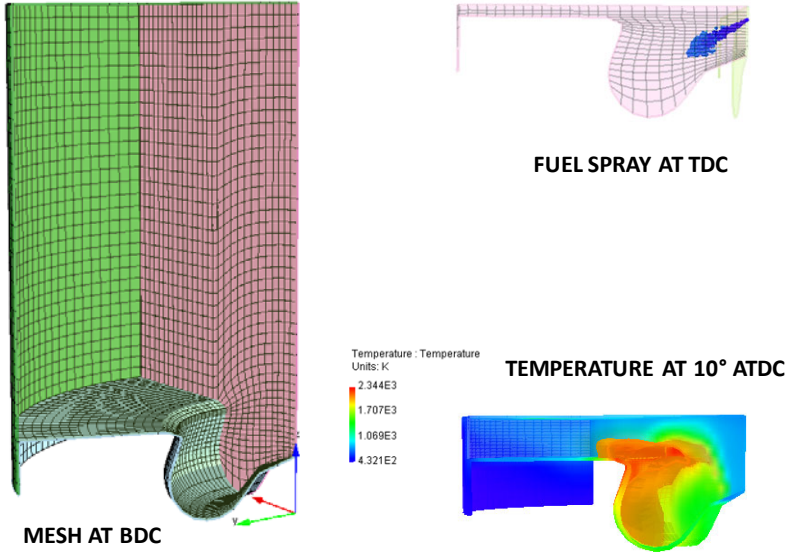 FUEL SPRAY AT TDC
Temperature : Temperature
Units: K
2.344E3
1.707E3
1.069E3
4.321E2
TEMPERATURE AT 10° ATDC
z
y
MESH AT BDC